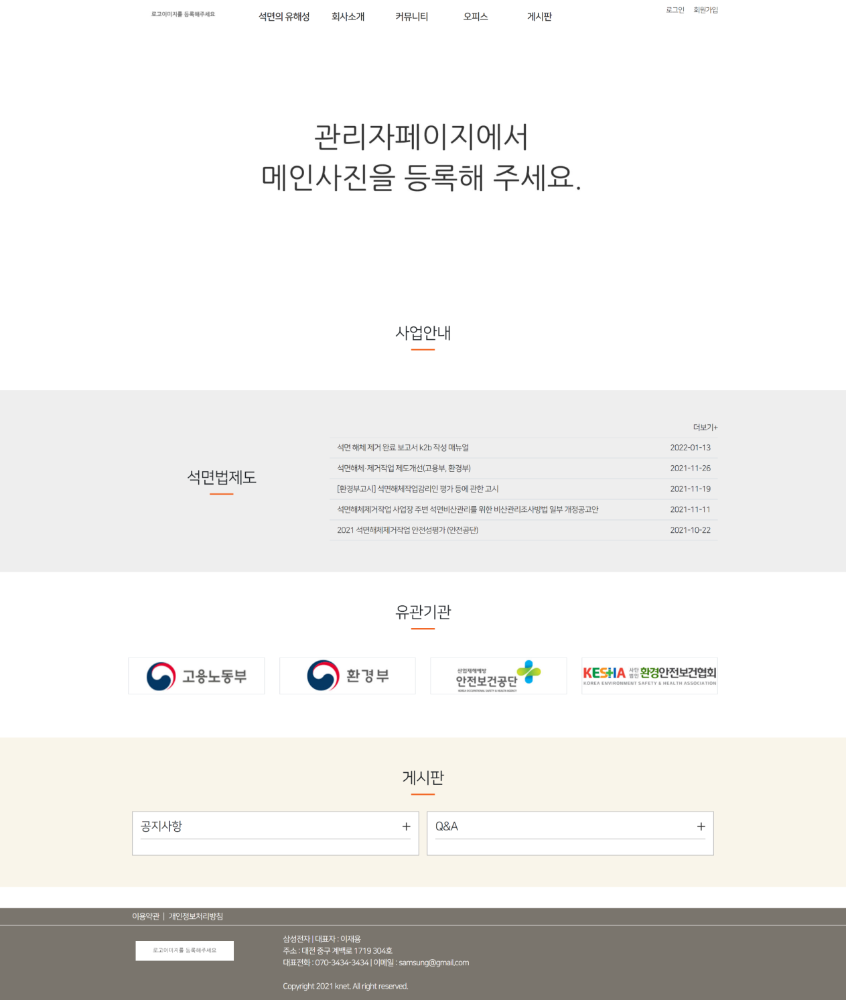 로고이미지를 등록해주세요
석면의 유해성 회사소개 커뮤니티 오피스 게시판
로그인 회원가입
관리자페이지에서
메인사진을 등록해 주세요.
사업안내
석면법제도
더보기+
석면 해체 제거 완료 보고서 k2b 작성 매뉴얼 2022-01-13
석면해체·제거작업 제도개선(고용부, 환경부) 2021-11-26
[환경부고시] 석면해체작업감리인 평가 등에 관한 고시 2021-11-19
석면해체제거작업 사업장 주변 석면비산관리를 위한 비산관리조사방법 일부 개정공고안 2021-11-11
2021 석면해체제거작업 안전성평가 (안전공단) 2021-10-22
유관기관
고용노동부
환경부
산업재해예방
안전보건공단
KOREA OCCUPATIONAL SAFETY & HEALTH AGENCY
KESHA 사단법인 환경안전보건협회
KOREA ENVIRONMENT SAFETY & HEALTH ASSOCIATION
게시판
공지사항 +
Q&A +
이용약관 | 개인정보처리방침
로고이미지를 등록해주세요
삼성전자 | 대표자 : 이재용
주소 : 대전 중구 계백로 1719 304호
대표전화 : 070-3434-3434 | 이메일 : samsung@gmail.com
Copyright 2021 knet. All right reserved.